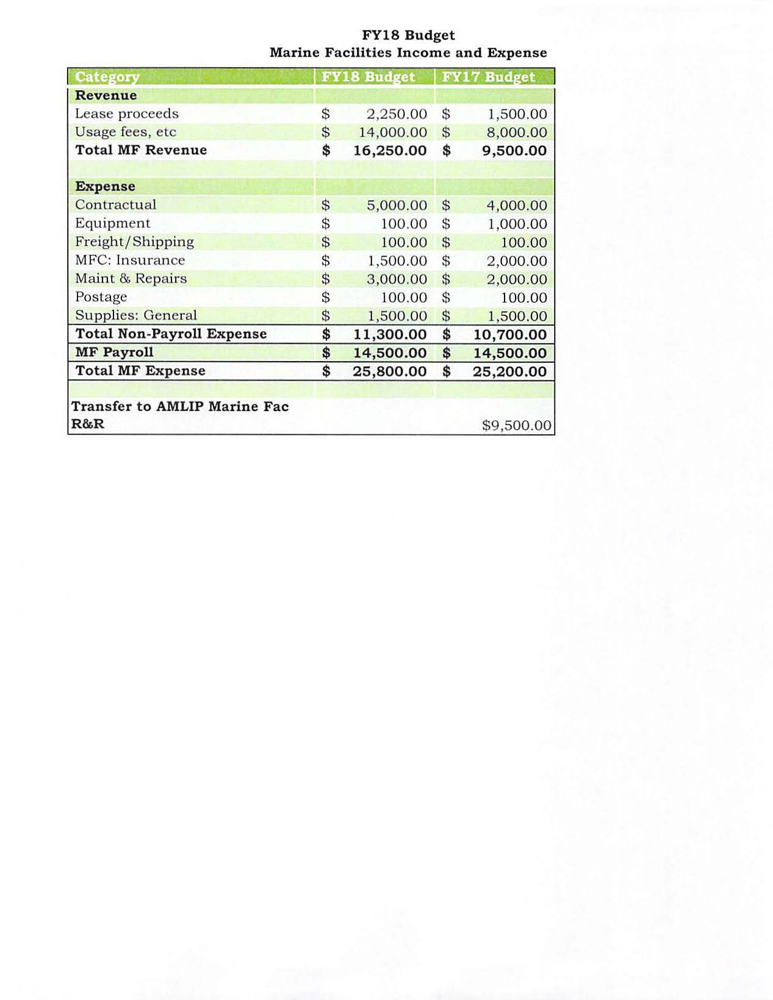 FY18 Budget
Marine Facilities Income and Expense
Category FY18 Budget FY17 Budget
Revenue
Lease proceeds $ 2,250.00 $ 1,500.00
Usage fees, etc $ 14,000.00 $ 8,000.00
Total MF Revenue $ 16,250.00 $ 9,500.00
Expense
Contractual $ 5,000.00 $ 4,000.00
Equipment $ 100.00 $ 1,000.00
Freight/Shipping $ 100.00 $ 100.00
MFC: Insurance $ 1,500.00 $ 2,000.00
Maint & Repairs $ 3,000.00 $ 2,000.00
Postage $ 100.00 $ 100.00
Supplies: General $ 1,500.00 $ 1,500.00
Total Non-Payroll Expense $ 11,300.00 $ 10,700.00
MF Payroll $ 14,500.00 $ 14,500.00
Total MF Expense $ 25,800.00 $ 25,200.00
Transfer to AMLIP Marine Fac
R&R $9,500.00